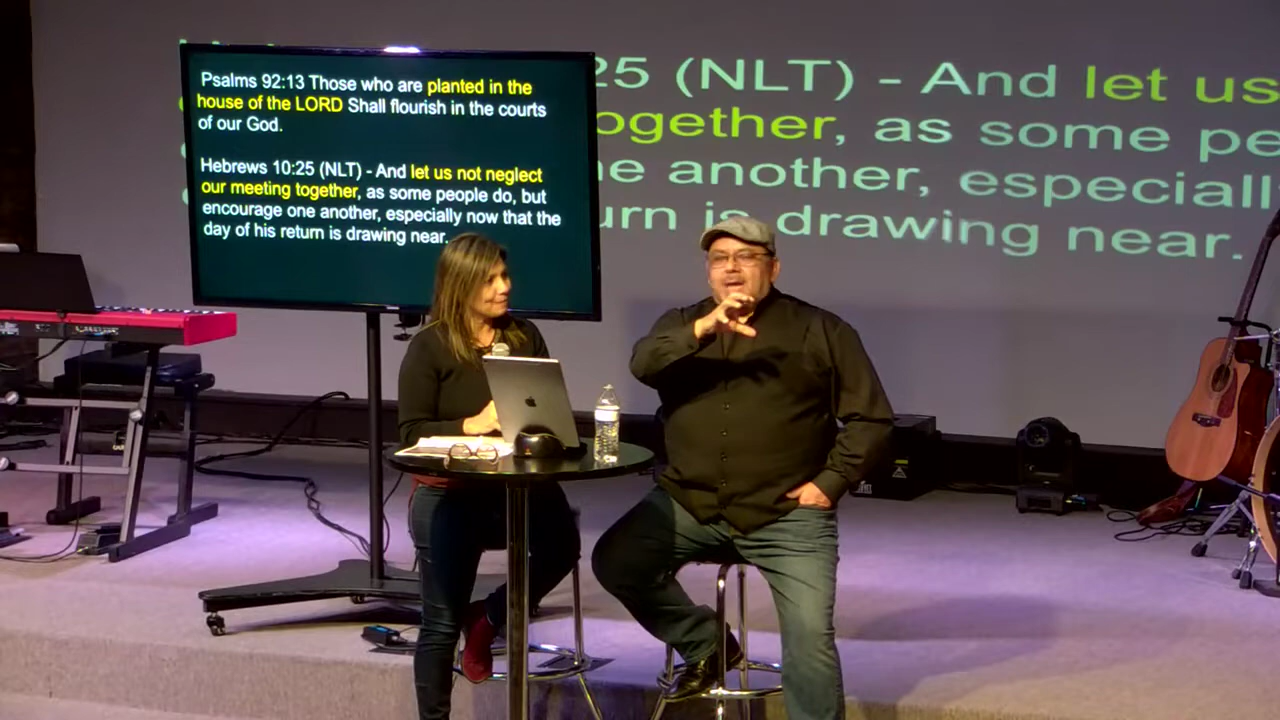 Psalms 92:13 Those who are planted in the
house of the LORD Shall flourish in the courts
of our God.
Hebrews 10:25 (NLT) - And let us not neglect
our meeting together, as some people do, but
encourage one another, especially now that the
day of his return is drawing near.
25 (NLT) - And let us
ogether, as some pe
ne another, especiall
urn is drawing near.